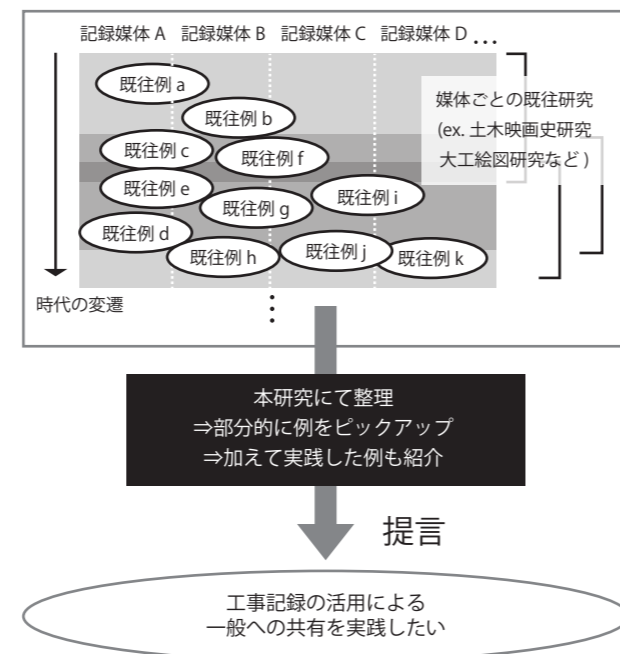 記録媒体 A 記録媒体 B 記録媒体 C 記録媒体 D …
既往例 a
既往例 b
既往例 c
既往例 f
既往例 e
既往例 i
既往例 g
既往例 d
既往例 h
既往例 j
既往例 k
媒体ごとの既往研究
(ex. 土木映画史研究
大工絵図研究など )
時代の変遷
⋮
本研究にて整理
⇒部分的に例をピックアップ
⇒加えて実践した例も紹介
提言
工事記録の活用による
一般への共有を実践したい